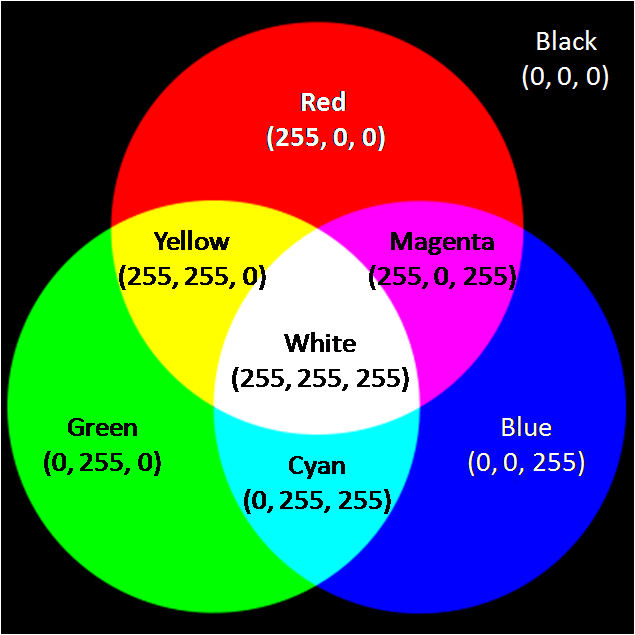 Black
(0, 0, 0)
Red
(255, 0, 0)
Yellow
(255, 255, 0)
Magenta
(255, 0, 255)
White
(255, 255, 255)
Green
(0, 255, 0)
Cyan
(0, 255, 255)
Blue
(0, 0, 255)